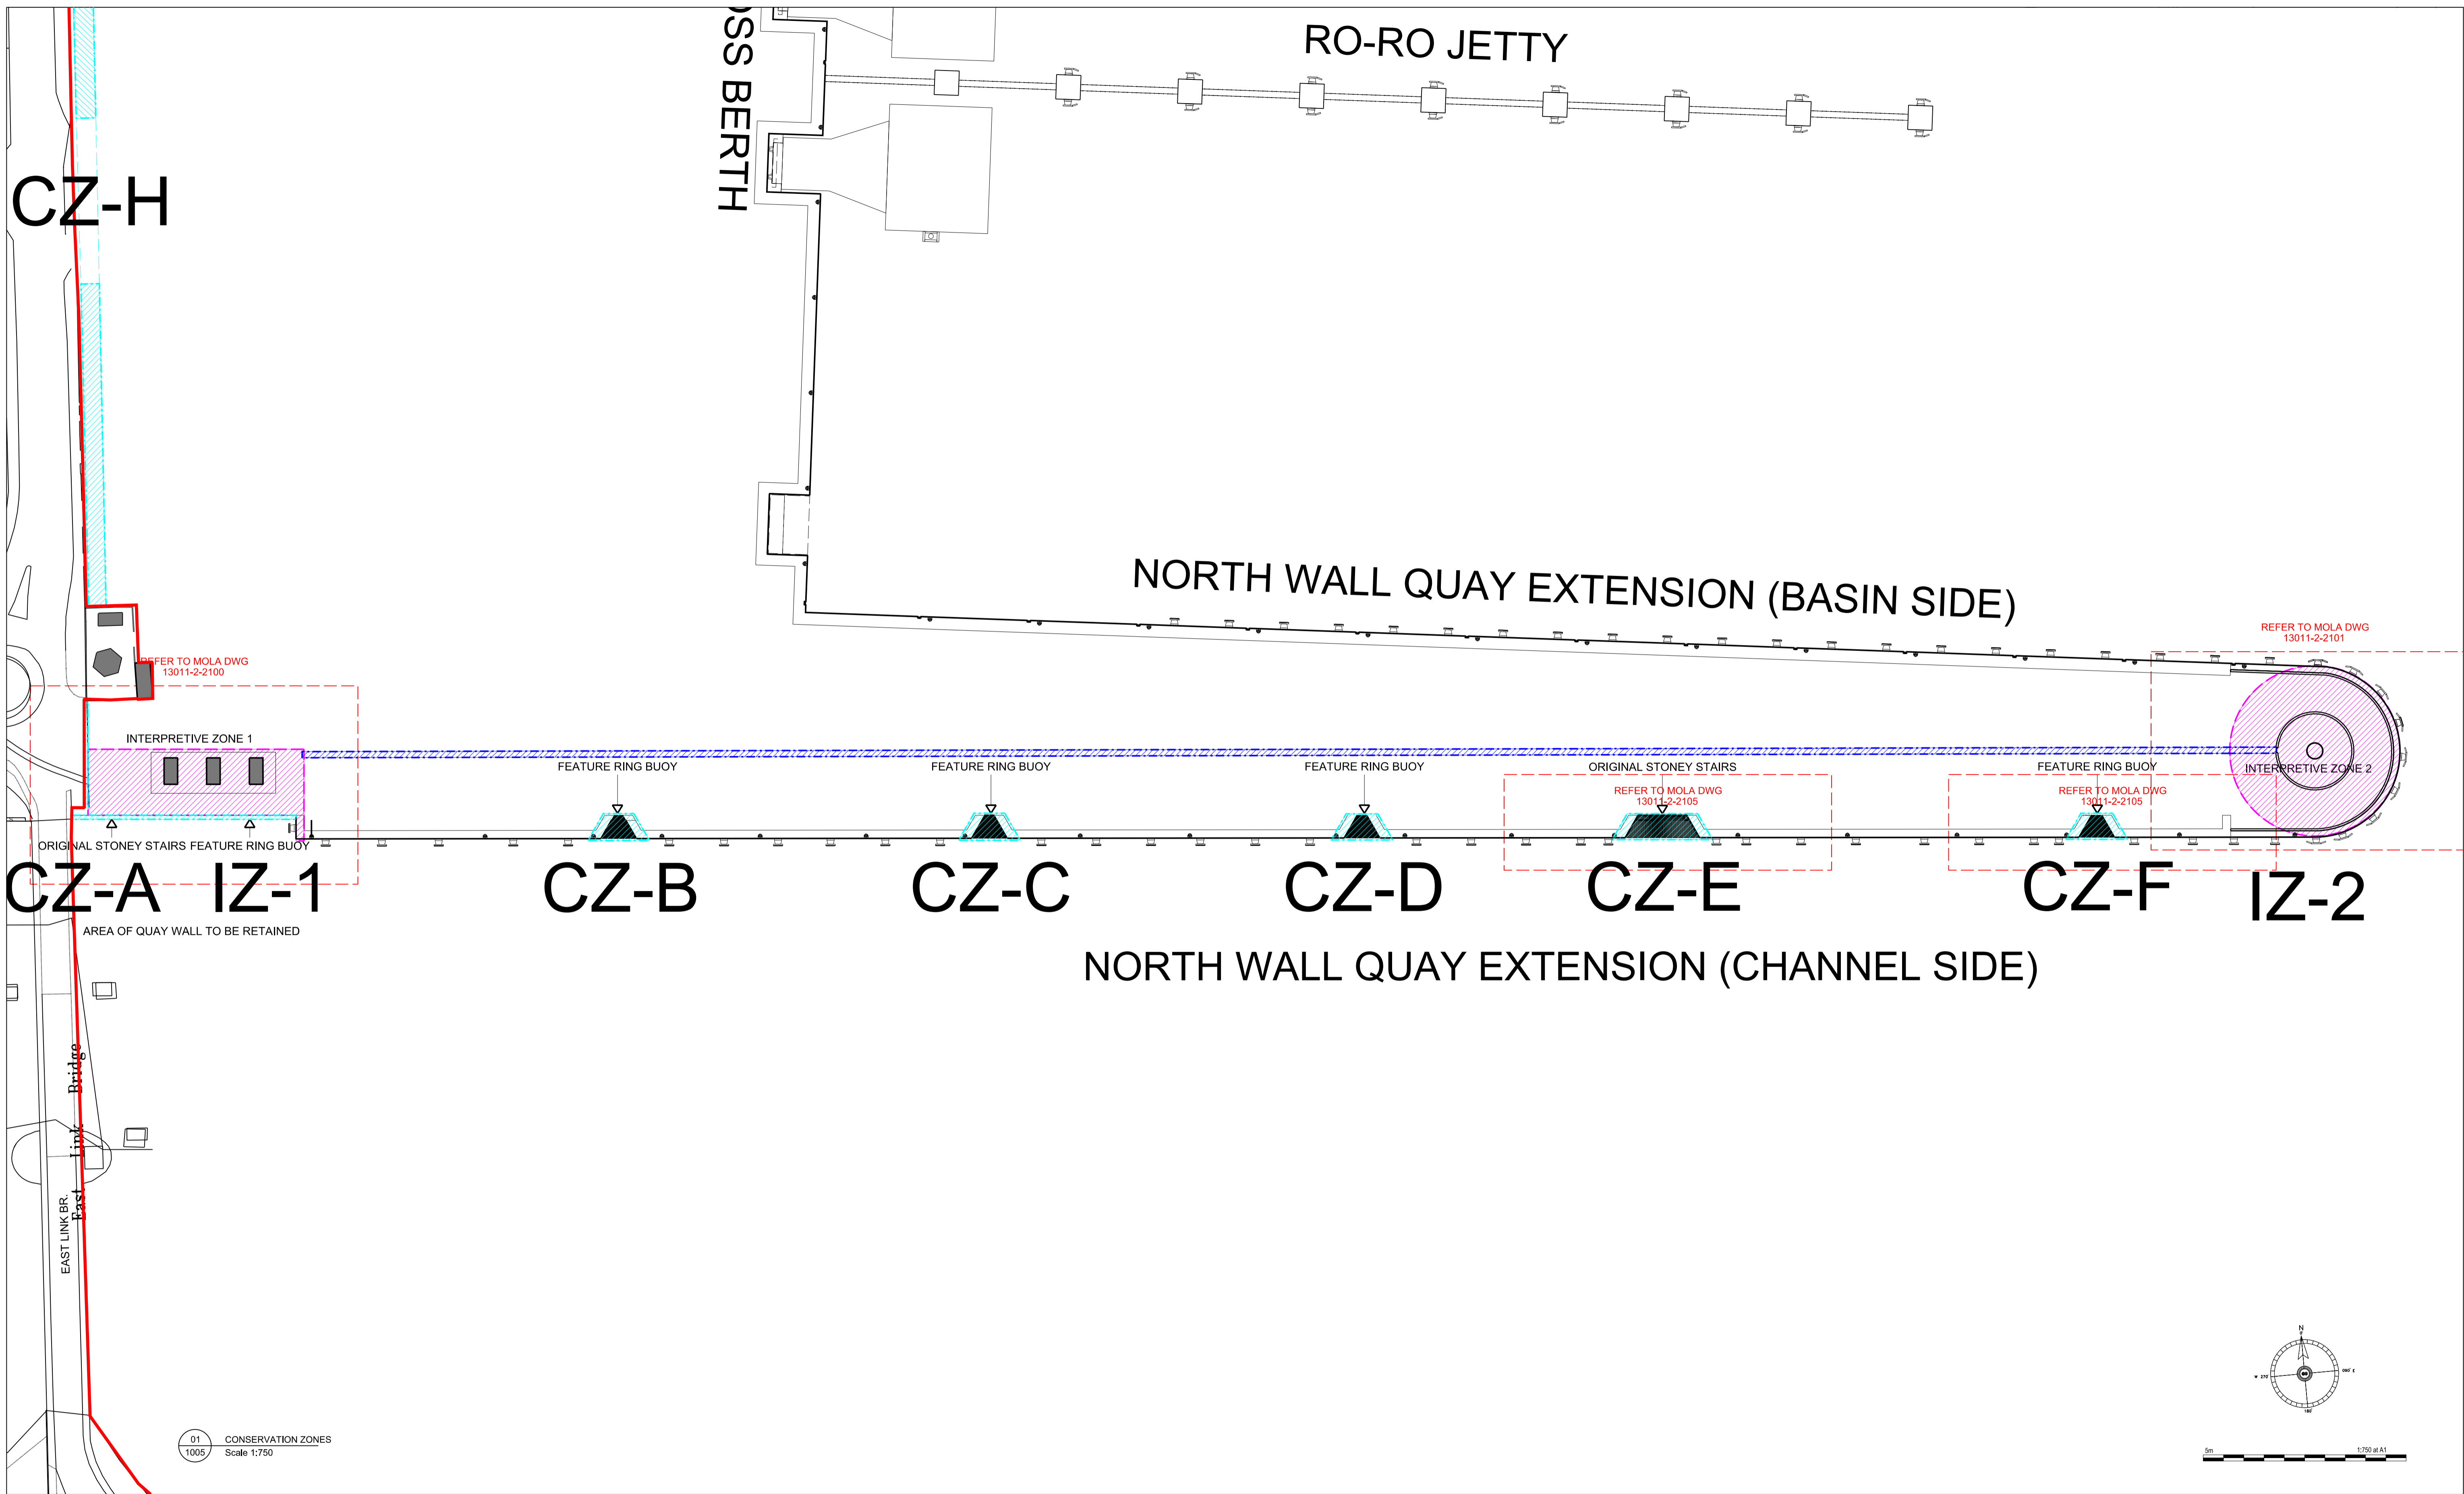 RO-RO JETTY
OSS BERTH
CZ-H
NORTH WALL QUAY EXTENSION (BASIN SIDE)
REFER TO MOLA DWG
13011-2-2101
REFER TO MOLA DWG
13011-2-2100
INTERPRETIVE ZONE 1
FEATURE RING BUOY
FEATURE RING BUOY
FEATURE RING BUOY
ORIGINAL STONEY STAIRS
FEATURE RING BUOY
INTERPRETIVE ZONE 2
REFER TO MOLA DWG
13011-2-2105
REFER TO MOLA DWG
13011-2-2105
ORIGINAL STONEY STAIRS
FEATURE RING BUOY
CZ-A
IZ-1
CZ-B
CZ-C
CZ-D
CZ-E
CZ-F
IZ-2
AREA OF QUAY WALL TO BE RETAINED
NORTH WALL QUAY EXTENSION (CHANNEL SIDE)
East Link Bridge
EAST LINK BR.
01
1005
CONSERVATION ZONES
Scale 1:750
N
0°
090° E
180°
W 270°
5m
1:750 at A1